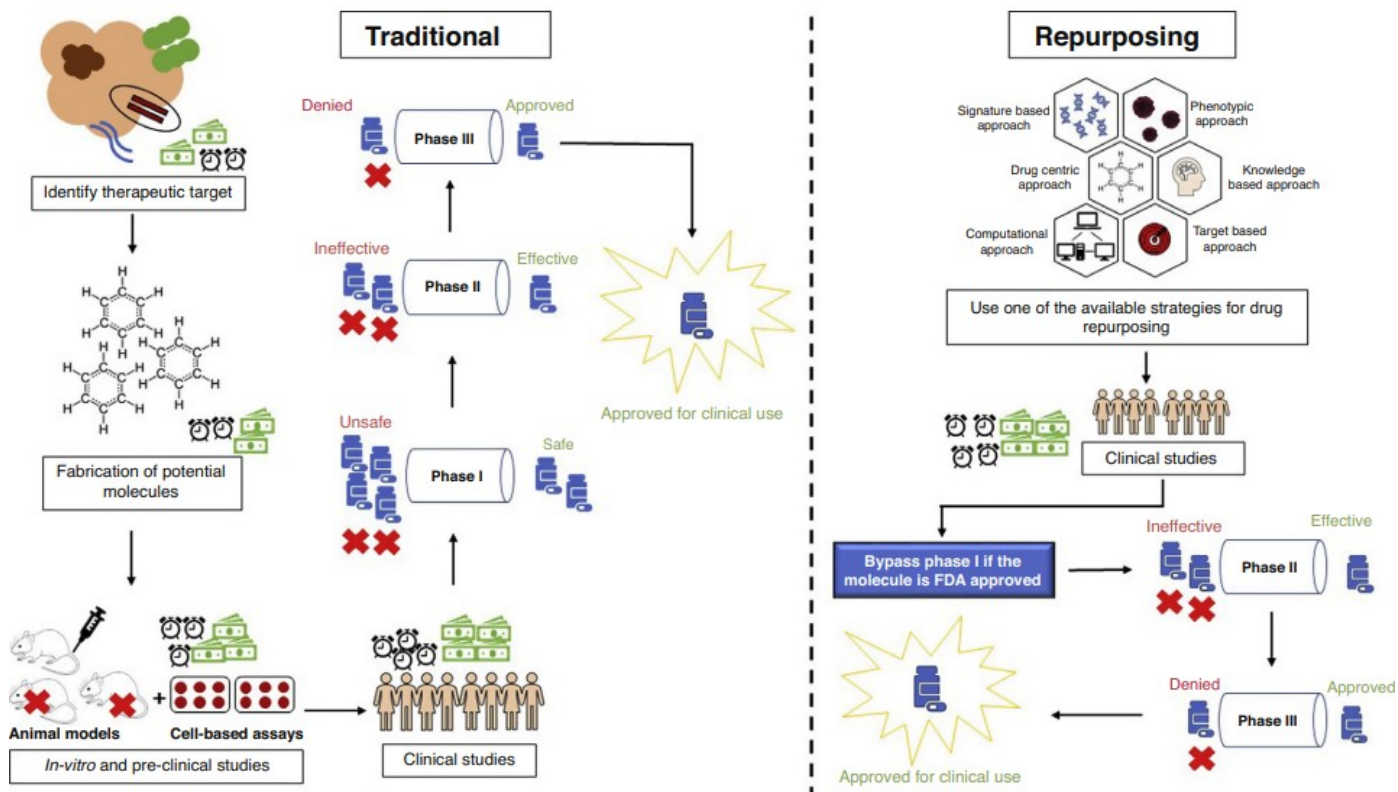 Traditional
Identify therapeutic target
Fabrication of potential
molecules
Animal models
+
Cell-based assays
In-vitro and pre-clinical studies
Clinical studies
Unsafe
Phase I
Safe
Ineffective
Phase II
Effective
Denied
Phase III
Approved
Approved for clinical use
Repurposing
Signature based
approach
Phenotypic
approach
Drug centric
approach
Knowledge
based approach
Computational
approach
Target based
approach
Use one of the available strategies for drug
repurposing
Clinical studies
Bypass phase I if the
molecule is FDA approved
Ineffective
Phase II
Effective
Denied
Phase III
Approved
Approved for clinical use